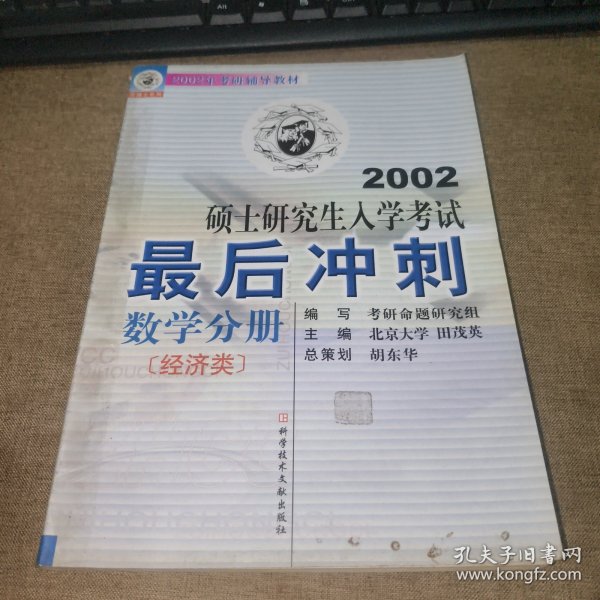 2002年考研辅导教材
2002
硕士研究生入学考试
最后冲刺
数学分册
〔经济类〕
编 写 考研命题研究组
主 编 北京大学 田茂英
总策划 胡东华
科学技术文献出版社
孔夫子旧书网
www.kongfz.com